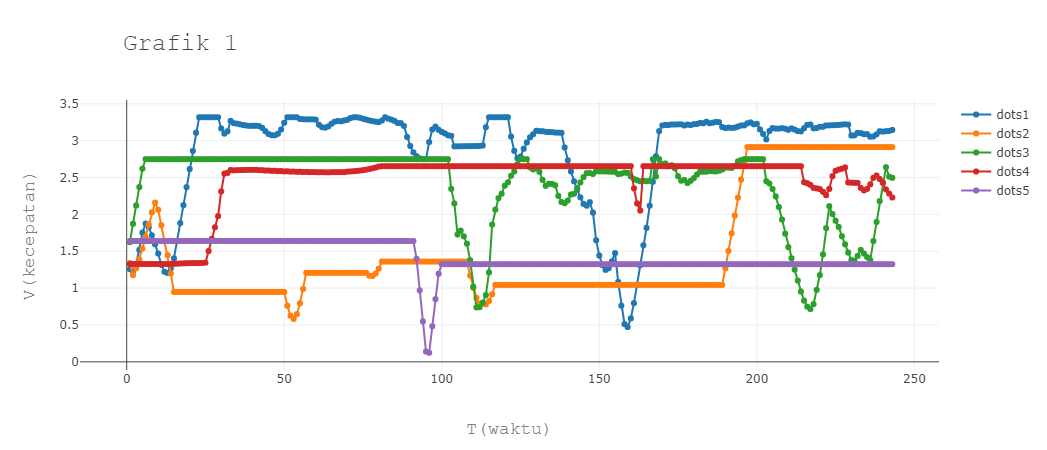 Grafik 1
V(kecepatan)
3.5
3
2.5
2
1.5
1
0.5
0
0 50 100 150 200 250
T(waktu)
dots1
dots2
dots3
dots4
dots5